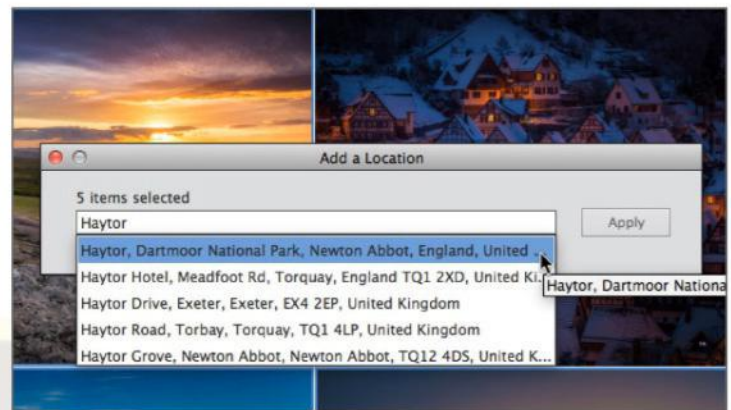 Add a Location
5 items selected
Haytor
Apply
Haytor, Dartmoor National Park, Newton Abbot, England, United ...
Haytor Hotel, Meadfoot Rd, Torquay, England TQ1 2XD, United Ki...
Haytor, Dartmoor Nationa
Haytor Drive, Exeter, Exeter, EX4 2EP, United Kingdom
Haytor Road, Torbay, Torquay, TQ1 4LP, United Kingdom
Haytor Grove, Newton Abbot, Newton Abbot, TQ12 4DS, United K...